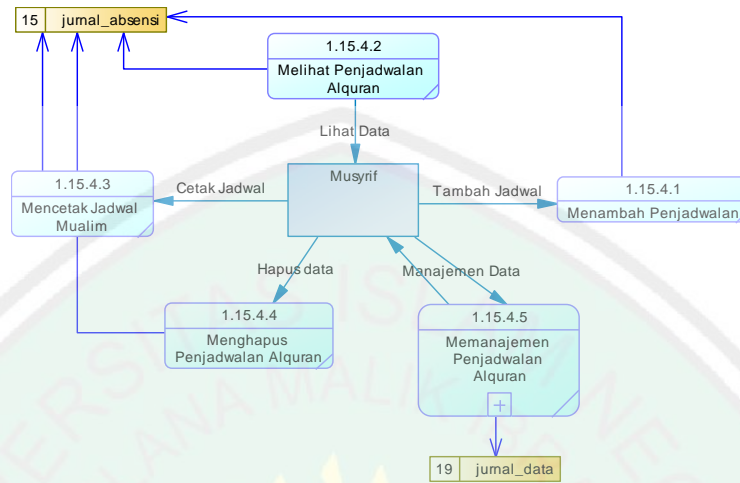 15 jurnal_absensi
1.15.4.2
Melihat Penjadwalan
Alquran
Lihat Data
1.15.4.3
Mencetak Jadwal
Mualim
Cetak Jadwal
Musyrif
Tambah Jadwal
1.15.4.1
Menambah Penjadwalan
Hapus data
Manajemen Data
1.15.4.4
Menghapus
Penjadwalan Alquran
1.15.4.5
Memanajemen
Penjadwalan
Alquran
+
19 jurnal_data